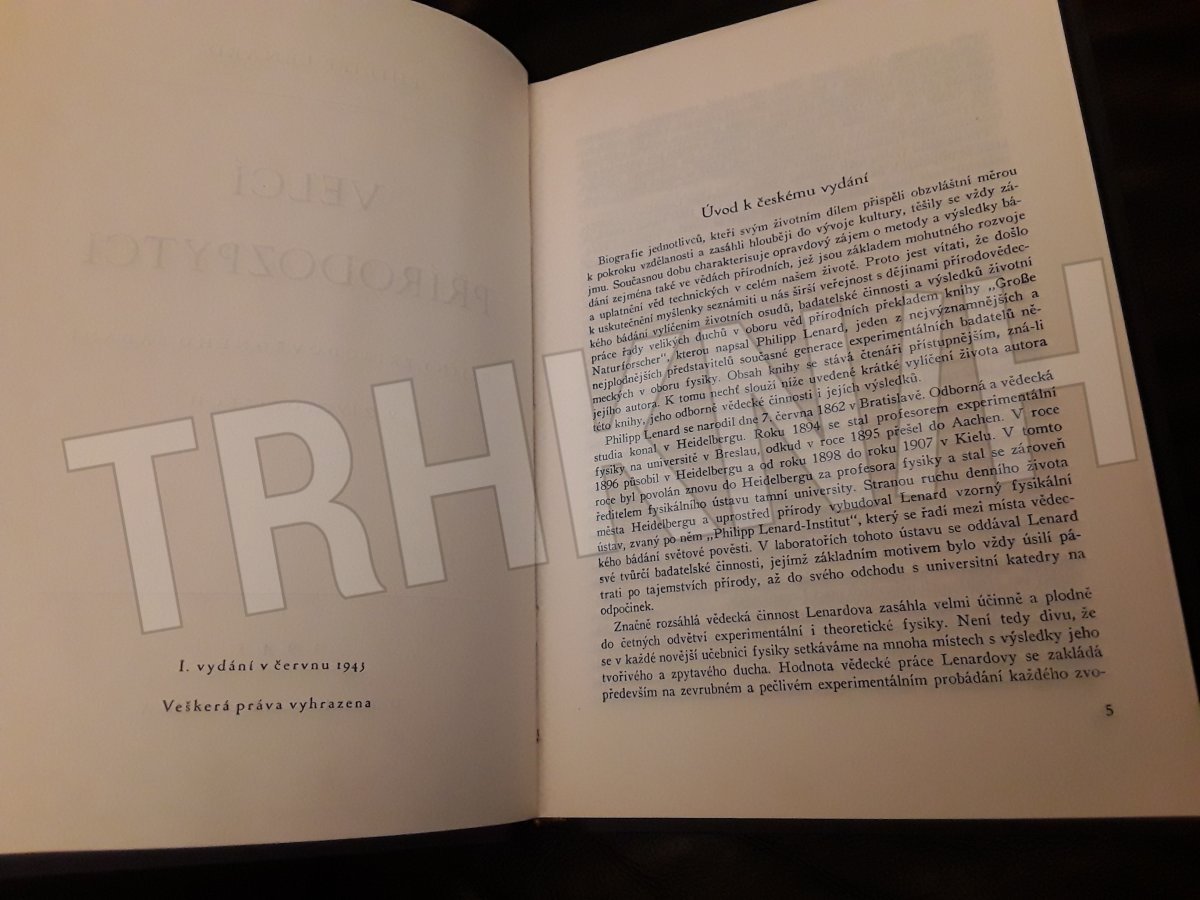 VELCÍ
PŘÍRODOZPYTCI
I. vydání v červnu 1943
Veškerá práva vyhrazena
Úvod k českému vydání
Biografie jednotlivců, kteří svým životním dílem přispěli obzvláštní měrou
k pokroku vzdělanosti a zasáhli hlouběji do vývoje kultury, těšily se vždy zá-
jmu. Současnou dobu charakterisuje opravdový zájem o metody a výsledky bá-
dání zejména také ve vědách přírodních, jež jsou základem mohutného rozvoje
a uplatnění věd technických v celém našem životě. Proto jest vítati, že došlo
k uskutečnění myšlenky seznámiti u nás širší veřejnost s dějinami přírodovědec-
kého bádání vylíčením životních osudů, badatelské činnosti a výsledků životní
práce řady velikých duchů v oboru věd přírodních překladem knihy „Große
Naturforscher“, kterou napsal Philipp Lenard, jeden z nejvýznamnějších a
nejplodnějších představitelů současné generace experimentálních badatelů ně-
meckých v oboru fysiky. Obsah knihy se stává čtenáři přístupnějším, zná-li
jejího autora. K tomu nechť slouží níže uvedené krátké vylíčení života autora
této knihy, jeho odborné vědecké činnosti i jejích výsledků.
Philipp Lenard se narodil dne 7. června 1862 v Bratislavě. Odborná a vědecká
studia konal v Heidelbergu. Roku 1894 se stal profesorem experimentální
fysiky na universitě v Breslau, odkud v roce 1895 přešel do Aachen. V roce
1896 působil v Heidelbergu a od roku 1898 do roku 1907 v Kielu. V tomto
roce byl povolán znovu do Heidelbergu za profesora fysiky a stal se zároveň
ředitelem fysikálního ústavu tamní university. Stranou ruchu denního života
města Heidelbergu a uprostřed přírody vybudoval Lenard vzorný fysikální
ústav, zvaný po něm „Philipp Lenard-Institut“, který se řadí mezi místa vědec-
kého bádání světové pověsti. V laboratořích tohoto ústavu se oddával Lenard
své tvůrčí badatelské činnosti, jejímž základním motivem bylo vždy úsilí pá-
trati po tajemstvích přírody, až do svého odchodu s universitní katedry na
odpočinek.
Značně rozsáhlá vědecká činnost Lenardova zasáhla velmi účinně a plodně
do četných odvětví experimentální i theoretické fysiky. Není tedy divu, že
se v každé novější učebnici fysiky setkáváme na mnoha místech s výsledky jeho
tvořivého a zpytavého ducha. Hodnota vědecké práce Lenardovy se zakládá
především na zevrubném a pečlivém experimentálním probádání každého zvo-
5
TRHKNIH